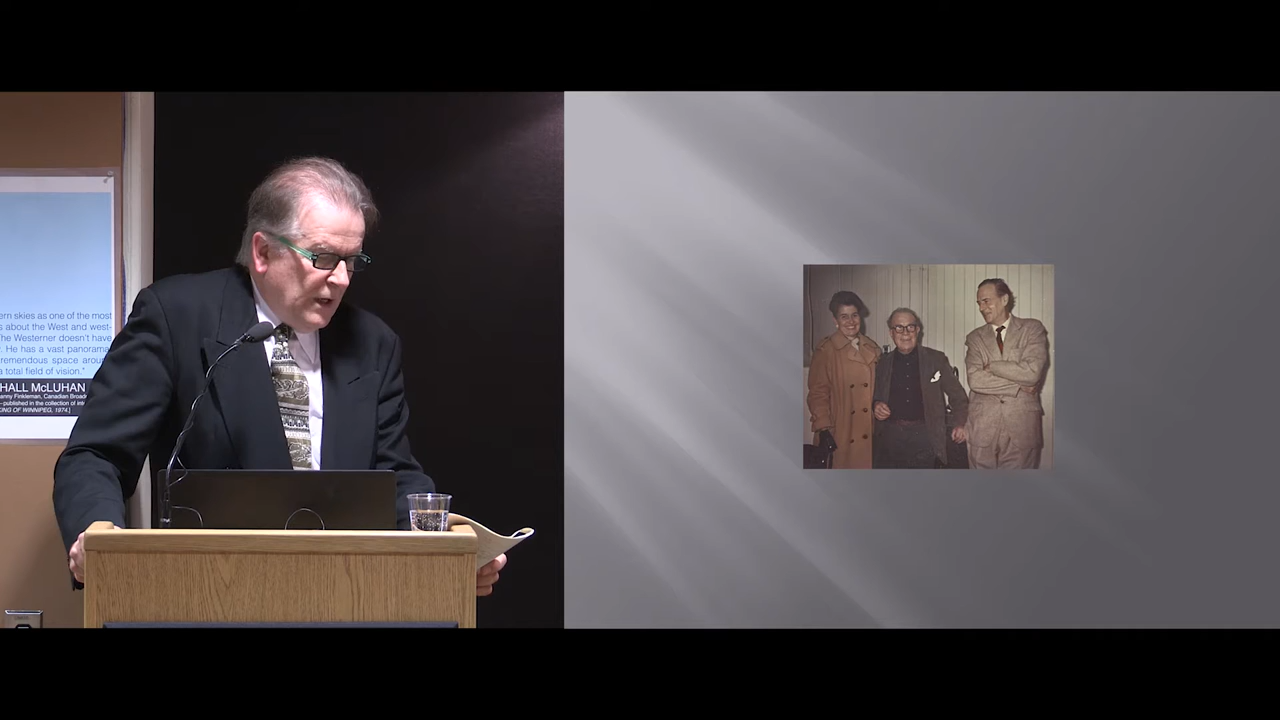 ern skies as one of the most
s about the West and west-
The Westerner doesn't have
. He has a vast panorama
remendous space arou
a total field of vision."
HALL McLUHAN
anny Finkleman, Canadian Broad
published in the collection of
KING OF WINNIPEG, 1974.]